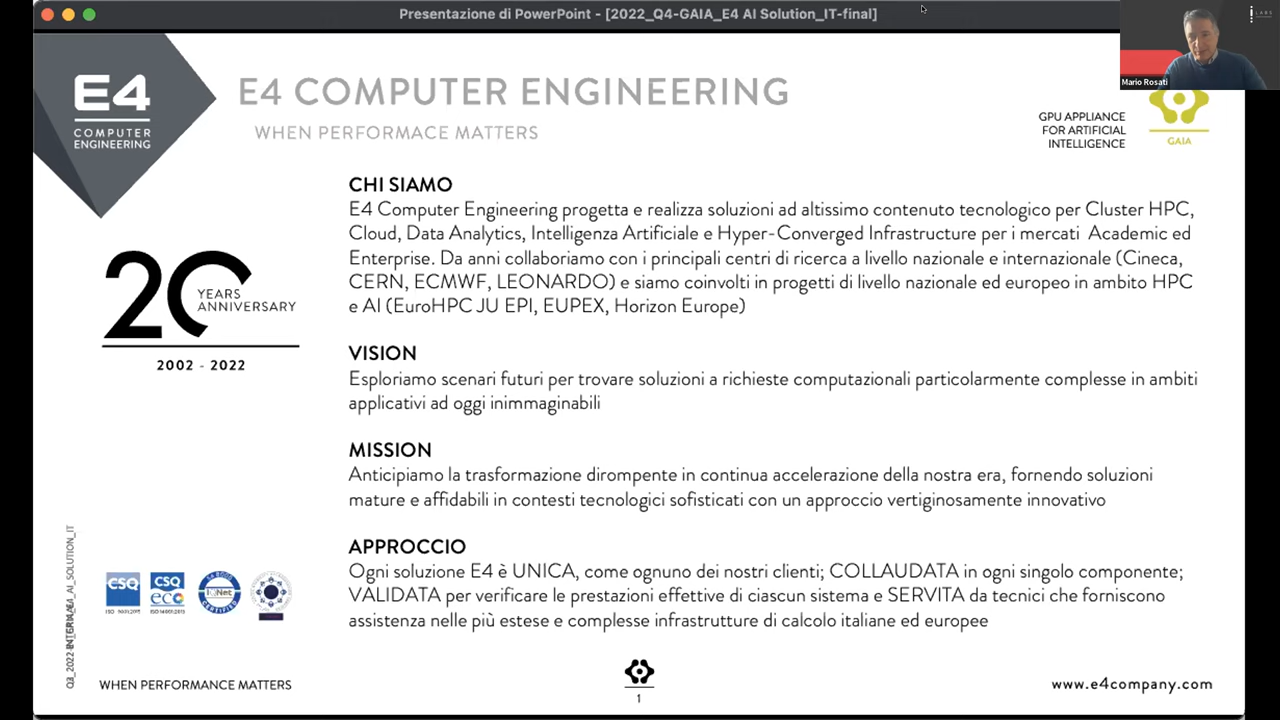 Presentazione di PowerPoint - [2022_Q4-GAIA_E4 AI Solution_IT-final]
Mario Rosati
E4
COMPUTER
ENGINEERING
E4 COMPUTER ENGINEERING
WHEN PERFORMACE MATTERS
GPU APPLIANCE
FOR ARTIFICIAL
INTELLIGENCE
GAIA
CHI SIAMO
E4 Computer Engineering progetta e realizza soluzioni ad altissimo contenuto tecnologico per Cluster HPC,
Cloud, Data Analytics, Intelligenza Artificiale e Hyper-Converged Infrastructure per i mercati Academic ed
Enterprise. Da anni collaboriamo con i principali centri di ricerca a livello nazionale e internazionale (Cineca,
CERN, ECMWF, LEONARDO) e siamo coinvolti in progetti di livello nazionale ed europeo in ambito HPC
e AI (EuroHPC JU EPI, EUPEX, Horizon Europe)
20
YEARS
ANNIVERSARY
2002 - 2022
VISION
Esploriamo scenari futuri per trovare soluzioni a richieste computazionali particolarmente complesse in ambiti
applicativi ad oggi inimmaginabili
MISSION
Anticipiamo la trasformazione dirompente in continua accelerazione della nostra era, fornendo soluzioni
mature e affidabili in contesti tecnologici sofisticati con un approccio vertiginosamente innovativo
APPROCCIO
Ogni soluzione E4 è UNICA, come ognuno dei nostri clienti; COLLAUDATA in ogni singolo componente;
VALIDATA per verificare le prestazioni effettive di ciascun sistema e SERVITA da tecnici che forniscono
assistenza nelle più estese e complesse infrastrutture di calcolo italiane ed europee
CSQ
CSQ
eco
IQNet
CERTIFIED
WHEN PERFORMANCE MATTERS
1
www.e4company.com